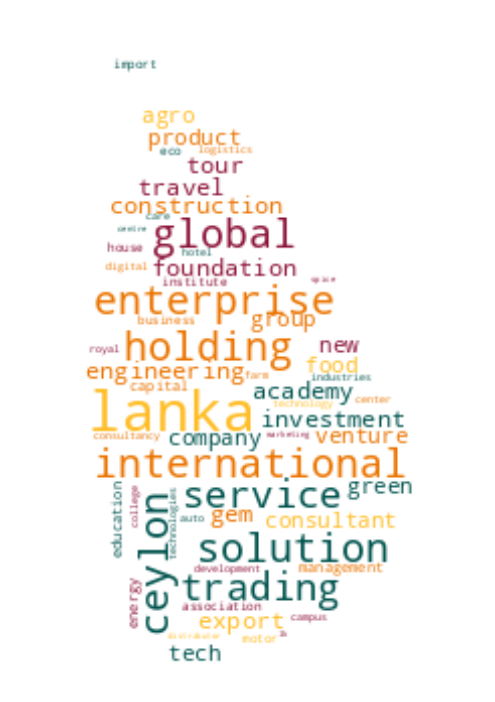 import
agro
product
eco logistics
tour
travel
construction
care
centre global
house hotel
digital foundation
institute spice
enterprise
business group
royal holding new
engineering farm food
industries
capital academy
lanka technology center
investment
consultancy company marketing venture
international
education college ceylon technologies service green
auto gem consultant
solution
development management
energy trading
association
export campus
distributor motor
tech